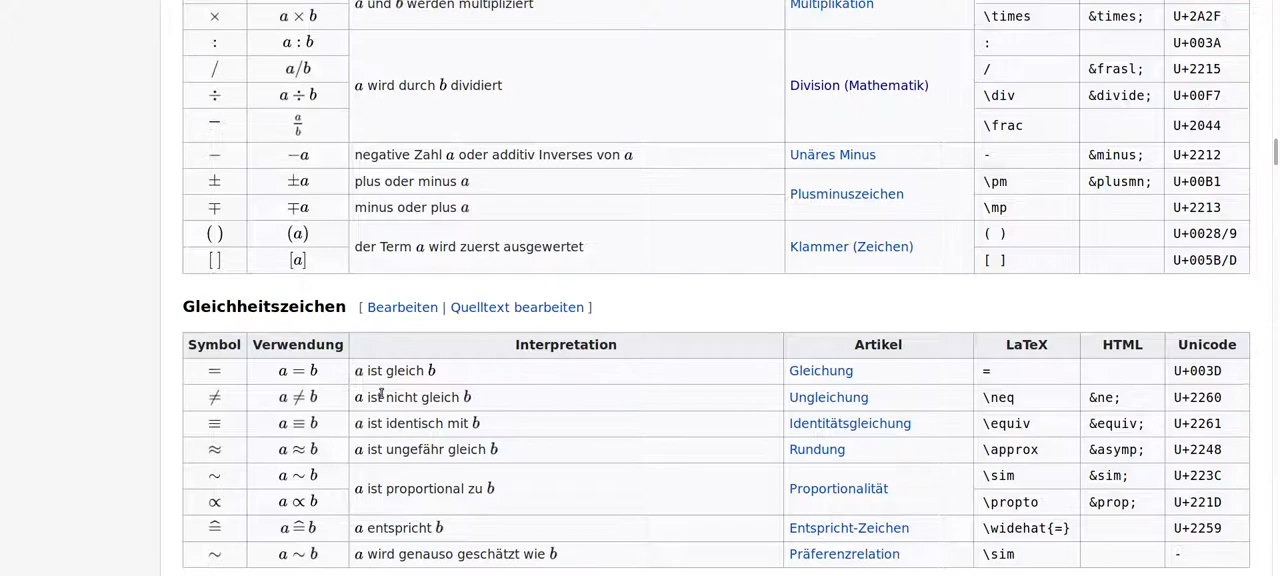 a und b werden multipliziert Multiplikation
× a × b \times &times; U+2A2F
: a : b : U+003A
/ a/b / &frasl; U+2215
÷ a ÷ b a wird durch b dividiert Division (Mathematik) \div &divide; U+00F7
− a/b \frac U+2044
− −a negative Zahl a oder additiv Inverses von a Unäres Minus - &minus; U+2212
± ±a plus oder minus a Plusminuszeichen \pm &plusmn; U+00B1
∓ ∓a minus oder plus a \mp U+2213
( ) (a) der Term a wird zuerst ausgewertet Klammer (Zeichen) ( ) U+0028/9
[ ] [a] [ ] U+005B/D
Gleichheitszeichen [ Bearbeiten | Quelltext bearbeiten ]
Symbol Verwendung Interpretation Artikel LaTeX HTML Unicode
= a = b a ist gleich b Gleichung = U+003D
≠ a ≠ b a ist nicht gleich b Ungleichung \neq &ne; U+2260
≡ a ≡ b a ist identisch mit b Identitätsgleichung \equiv &equiv; U+2261
≈ a ≈ b a ist ungefähr gleich b Rundung \approx &asymp; U+2248
∼ a ∼ b a ist proportional zu b Proportionalität \sim &sim; U+223C
∝ a ∝ b \propto &prop; U+221D
≙ a ≙ b a entspricht b Entspricht-Zeichen \widehat{=} U+2259
∼ a ∼ b a wird genauso geschätzt wie b Präferenzrelation \sim -